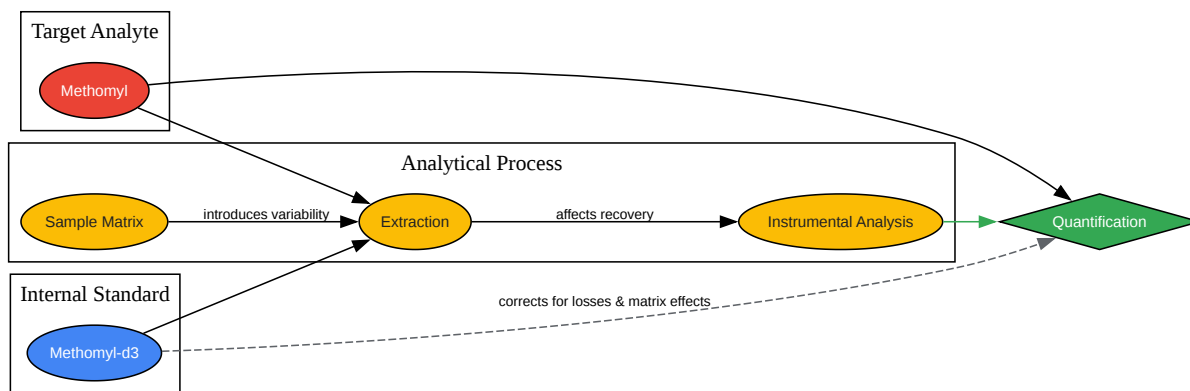 Target Analyte
Methomyl
Analytical Process
Sample Matrix
introduces variability
Extraction
affects recovery
Instrumental Analysis
Quantification
Internal Standard
corrects for losses & matrix effects
Methomyl-d3